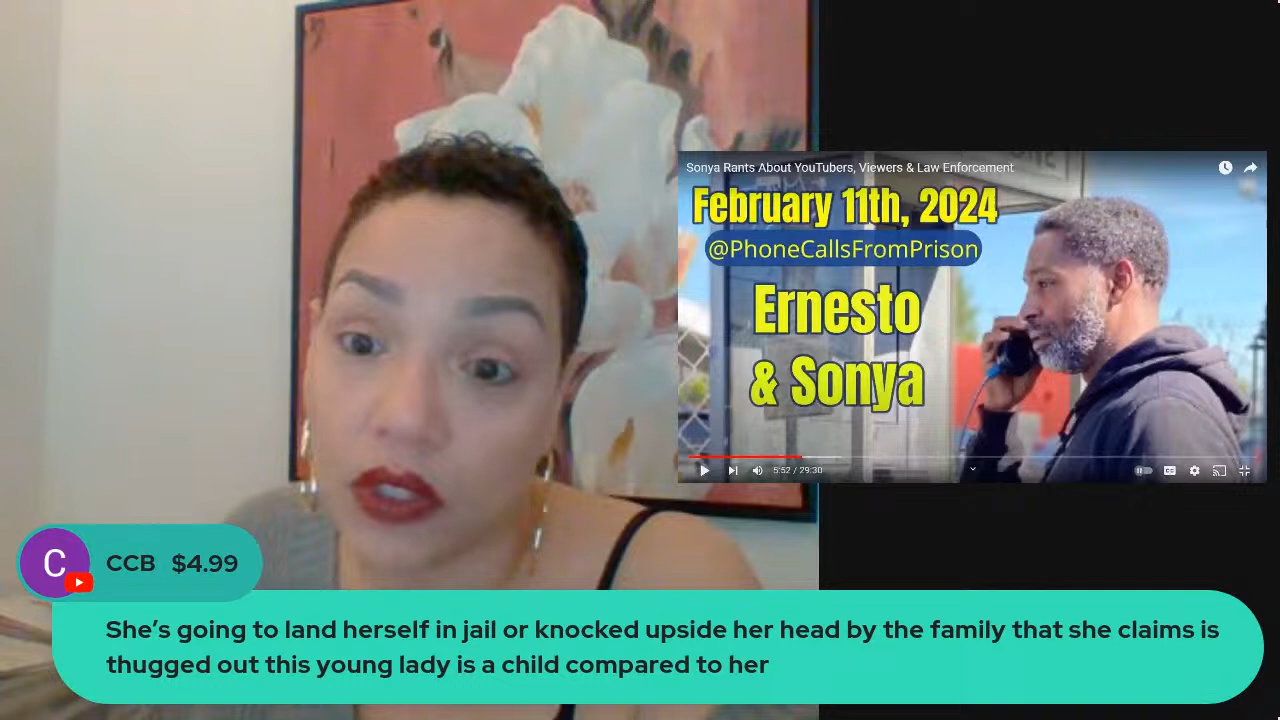 Sonya Rants About YouTubers, Viewers & Law Enforcement
February 11th, 2024
@PhoneCallsFromPrison
Ernesto
& Sonya
5:52 / 29:30
CC
C
CCB $4.99
She's going to land herself in jail or knocked upside her head by the family that she claims is
thugged out this young lady is a child compared to her